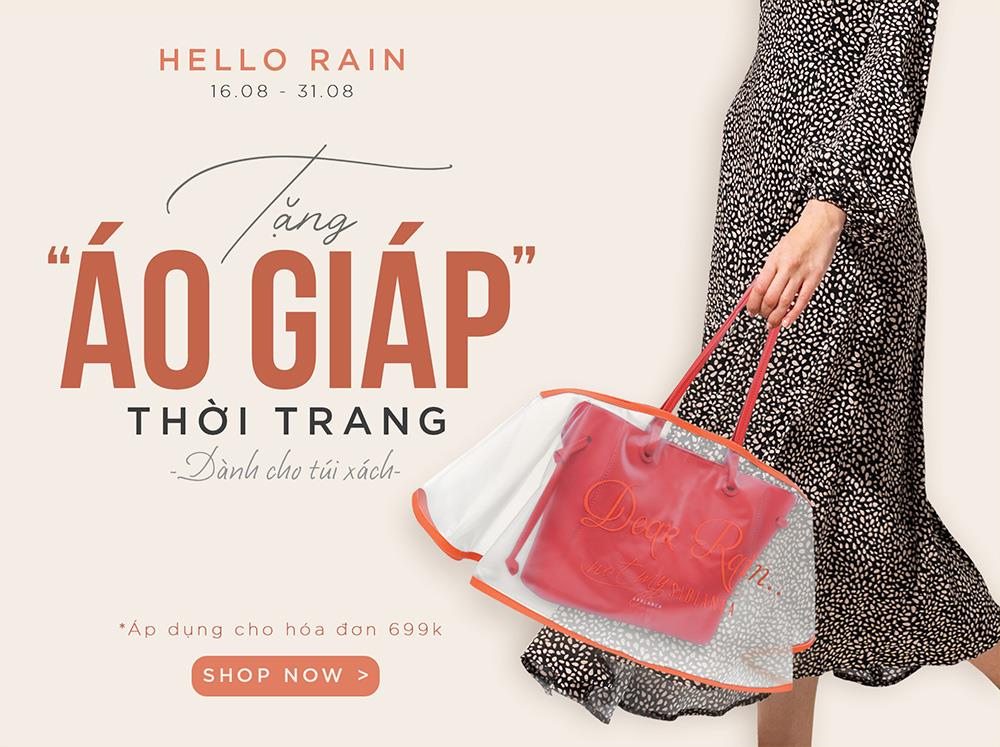 HELLO RAIN
16.08 - 31.08
Tặng
“ÁO GIÁP”
THỜI TRANG
-Dành cho túi xách-
Dear Rain..
*Áp dụng cho hóa đơn 699k
SHOP NOW >